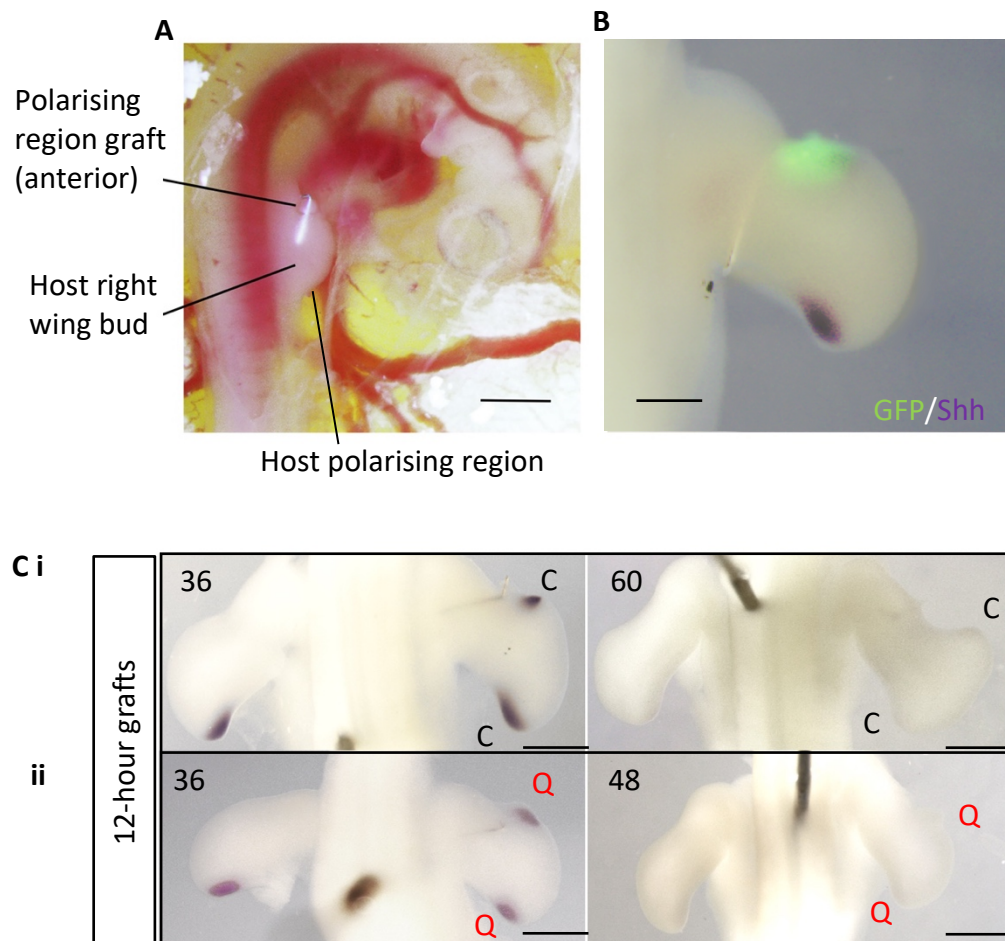 A
B
Polarising
region graft
(anterior)
Host right
wing bud
Host polarising region
GFP/Shh
C i
12-hour grafts
36
C
C
60
C
C
ii
36
Q
Q
48
Q
Q